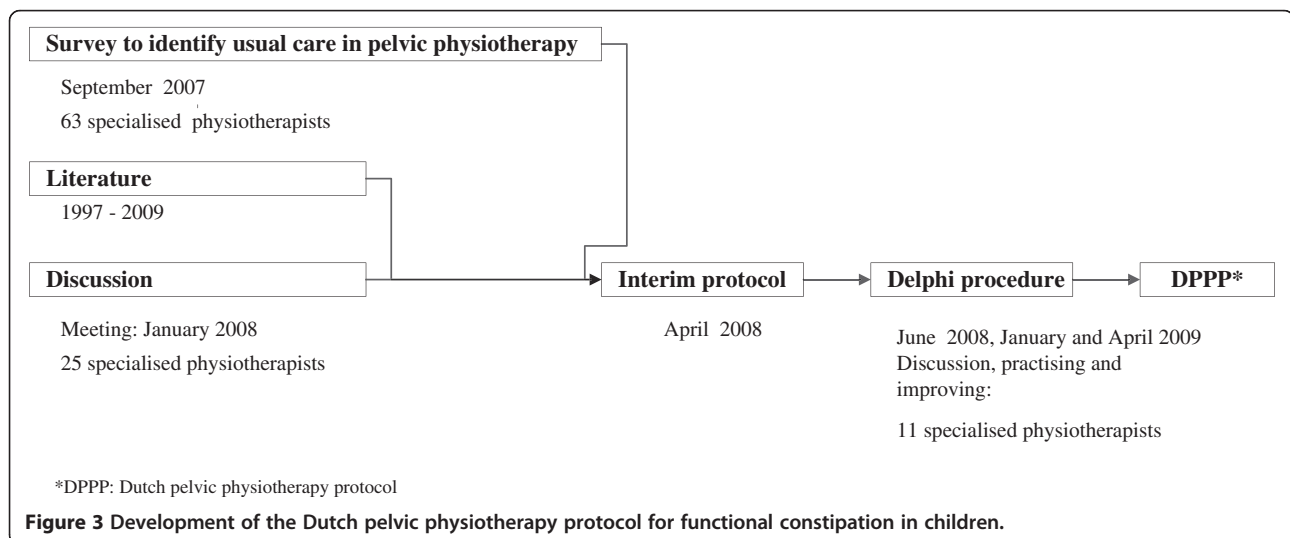 Survey to identify usual care in pelvic physiotherapy
September 2007
63 specialised physiotherapists
Literature
1997 - 2009
Discussion
Meeting: January 2008
25 specialised physiotherapists
Interim protocol
April 2008
Delphi procedure
June 2008, January and April 2009
Discussion, practising and
improving:
11 specialised physiotherapists
DPPP*
*DPPP: Dutch pelvic physiotherapy protocol
Figure 3 Development of the Dutch pelvic physiotherapy protocol for functional constipation in children.